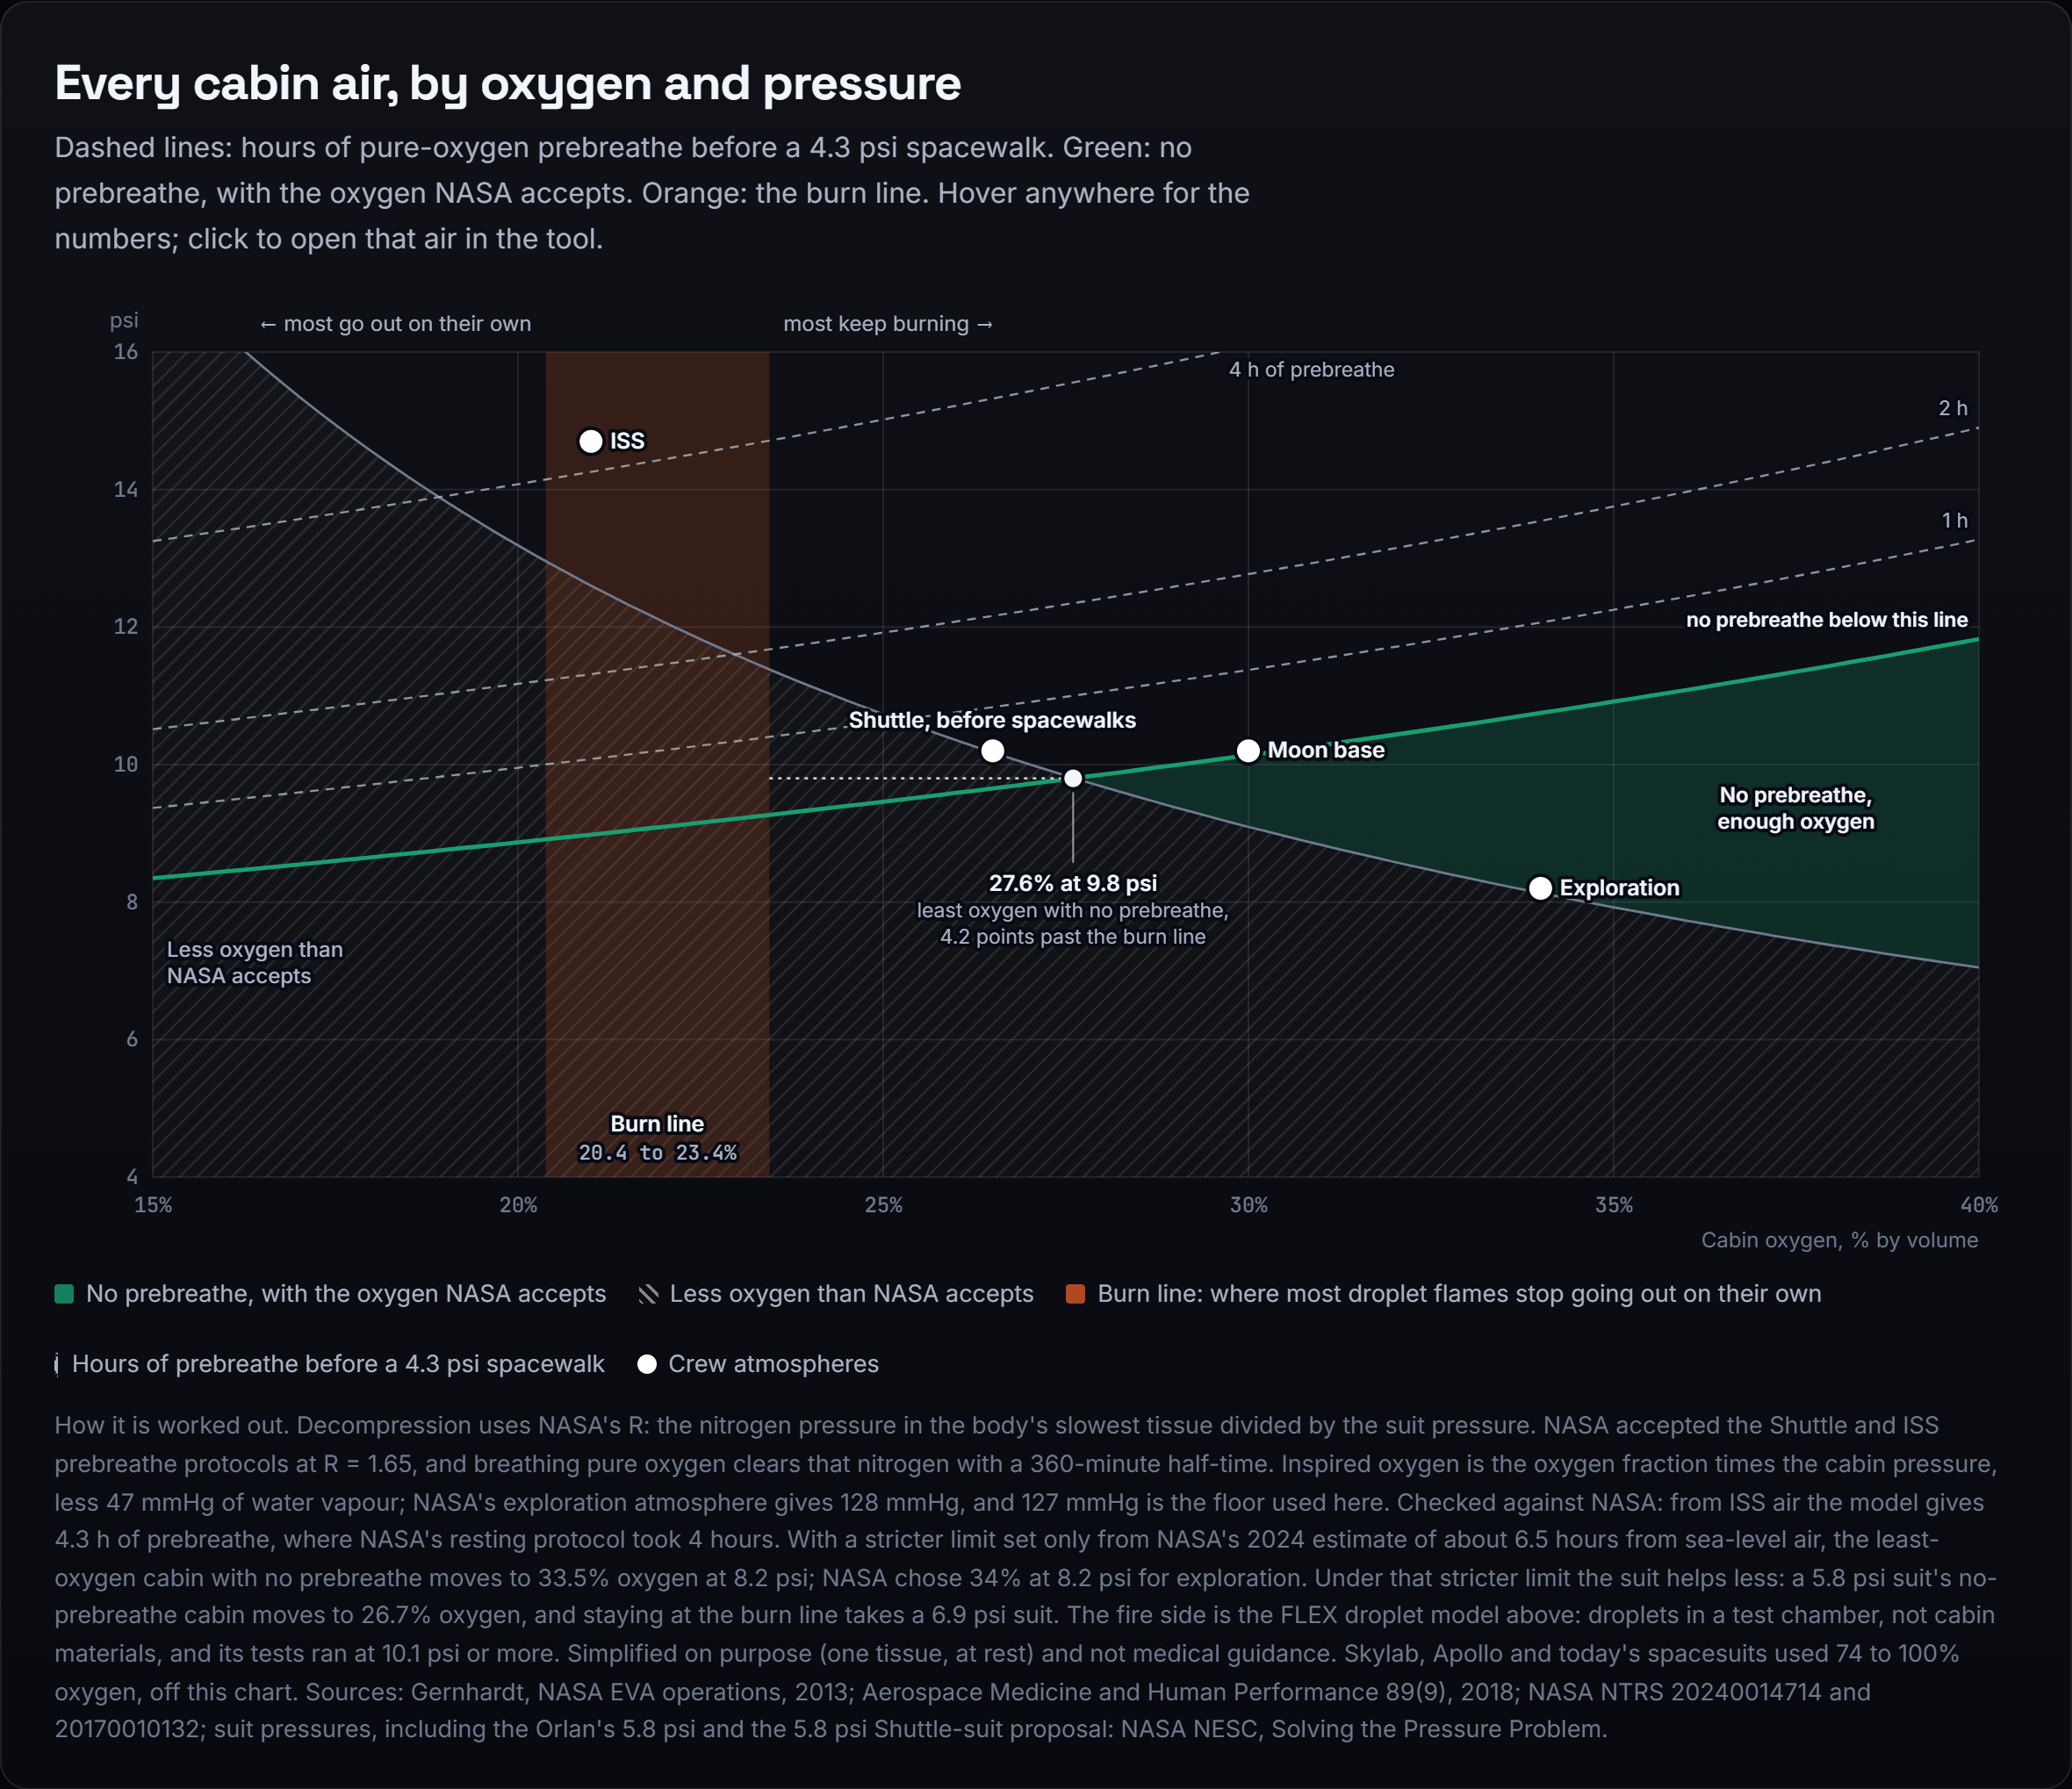 Every cabin air, by oxygen and pressure
Dashed lines: hours of pure-oxygen prebreathe before a 4.3 psi spacewalk. Green: no
prebreathe, with the oxygen NASA accepts. Orange: the burn line. Hover anywhere for the
numbers; click to open that air in the tool.
psi
← most go out on their own
most keep burning →
16
4 h of prebreathe
2 h
ISS
14
1 h
12
no prebreathe below this line
Shuttle, before spacewalks
10
Moon base
No prebreathe,
enough oxygen
27.6% at 9.8 psi
least oxygen with no prebreathe,
4.2 points past the burn line
Exploration
8
Less oxygen than
NASA accepts
6
Burn line
20.4 to 23.4%
4
15%
20%
25%
30%
35%
40%
Cabin oxygen, % by volume
No prebreathe, with the oxygen NASA accepts
Less oxygen than NASA accepts
Burn line: where most droplet flames stop going out on their own
Hours of prebreathe before a 4.3 psi spacewalk
Crew atmospheres
How it is worked out. Decompression uses NASA's R: the nitrogen pressure in the body's slowest tissue divided by the suit pressure. NASA accepted the Shuttle and ISS
prebreathe protocols at R = 1.65, and breathing pure oxygen clears that nitrogen with a 360-minute half-time. Inspired oxygen is the oxygen fraction times the cabin pressure,
less 47 mmHg of water vapour; NASA's exploration atmosphere gives 128 mmHg, and 127 mmHg is the floor used here. Checked against NASA: from ISS air the model gives
4.3 h of prebreathe, where NASA's resting protocol took 4 hours. With a stricter limit set only from NASA's 2024 estimate of about 6.5 hours from sea-level air, the least-
oxygen cabin with no prebreathe moves to 33.5% oxygen at 8.2 psi; NASA chose 34% at 8.2 psi for exploration. Under that stricter limit the suit helps less: a 5.8 psi suit's no-
prebreathe cabin moves to 26.7% oxygen, and staying at the burn line takes a 6.9 psi suit. The fire side is the FLEX droplet model above: droplets in a test chamber, not cabin
materials, and its tests ran at 10.1 psi or more. Simplified on purpose (one tissue, at rest) and not medical guidance. Skylab, Apollo and today's spacesuits used 74 to 100%
oxygen, off this chart. Sources: Gernhardt, NASA EVA operations, 2013; Aerospace Medicine and Human Performance 89(9), 2018; NASA NTRS 20240014714 and
20170010132; suit pressures, including the Orlan's 5.8 psi and the 5.8 psi Shuttle-suit proposal: NASA NESC, Solving the Pressure Problem.